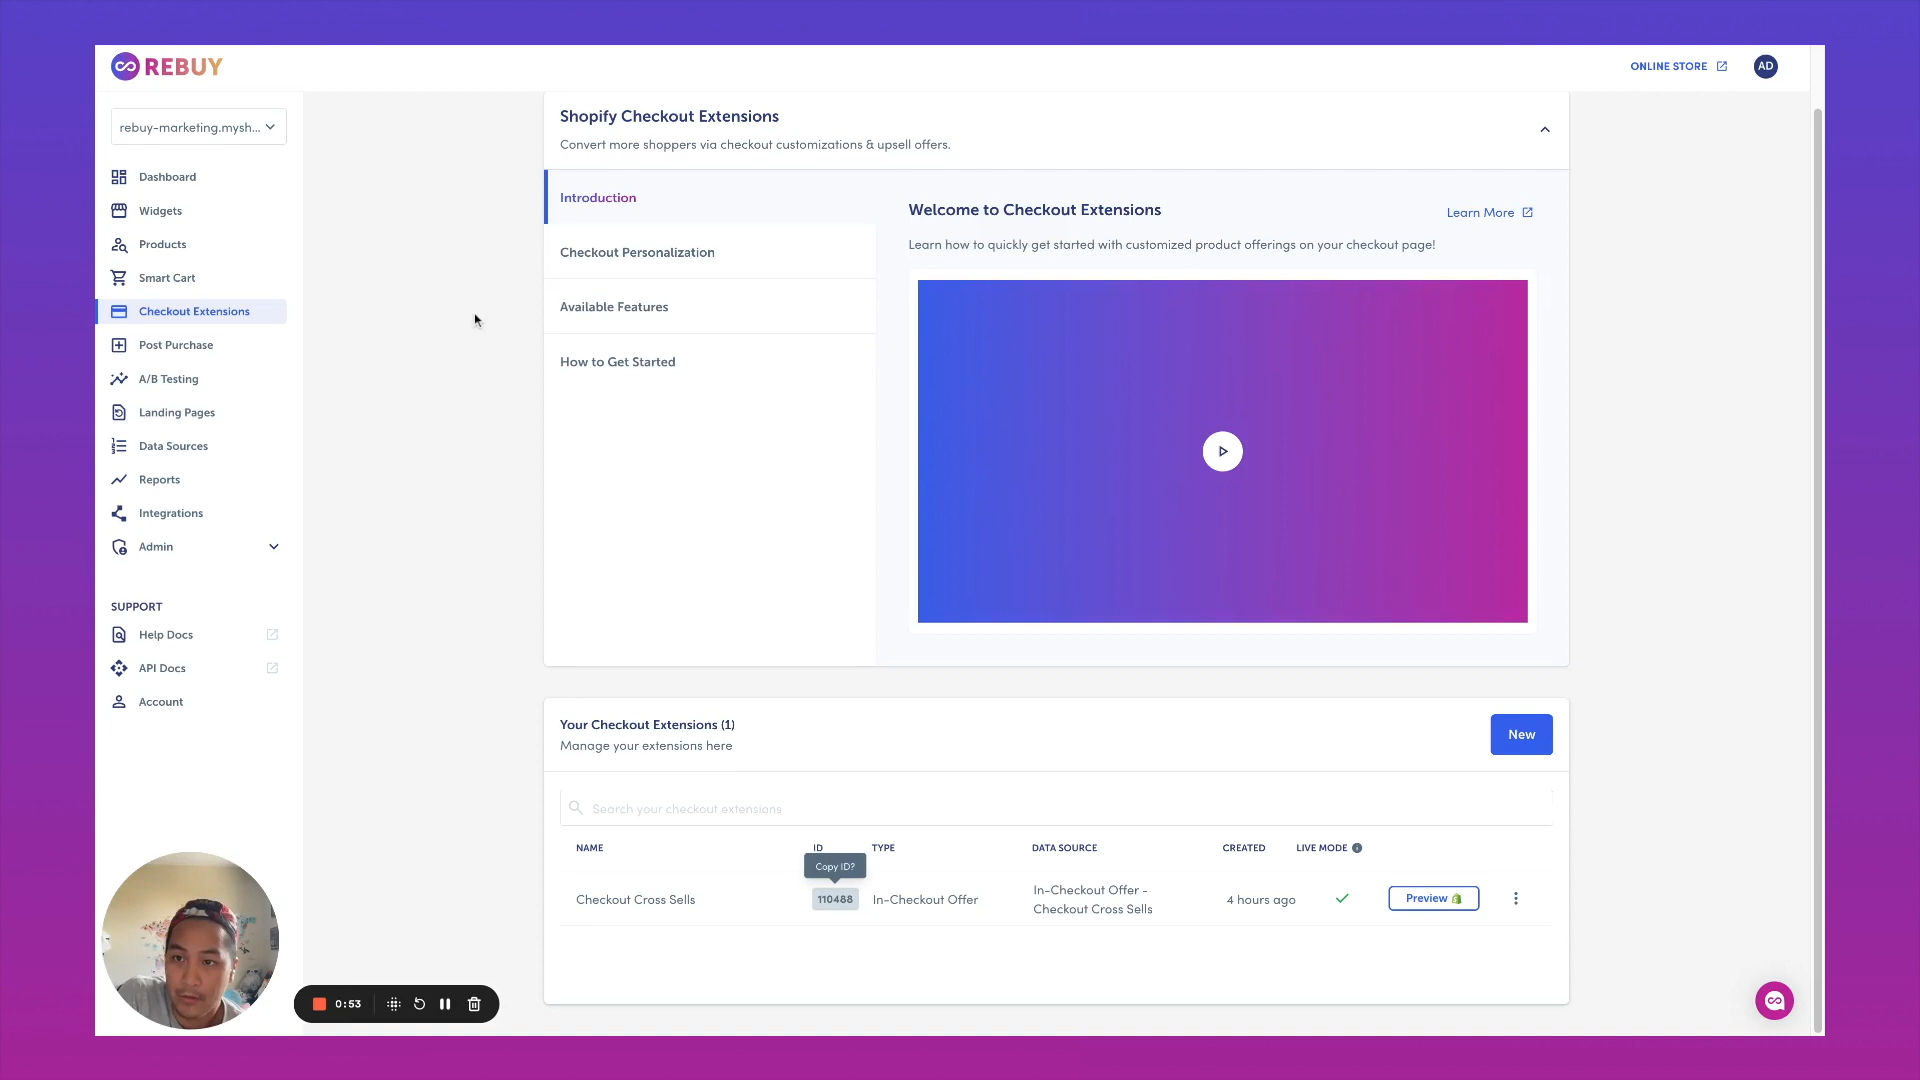 REBUY
ONLINE STORE
AD
rebuy-marketing.mysh...
Dashboard
Widgets
Products
Smart Cart
Checkout Extensions
Post Purchase
A/B Testing
Landing Pages
Data Sources
Reports
Integrations
Admin
SUPPORT
Help Docs
API Docs
Account
Shopify Checkout Extensions
Convert more shoppers via checkout customizations & upsell offers.
Introduction
Checkout Personalization
Available Features
How to Get Started
Welcome to Checkout Extensions
Learn More
Learn how to quickly get started with customized product offerings on your checkout page!
Your Checkout Extensions (1)
Manage your extensions here
New
Search your checkout extensions
NAME ID TYPE DATA SOURCE CREATED LIVE MODE
Copy ID?
Checkout Cross Sells 110488 In-Checkout Offer In-Checkout Offer - 4 hours ago Preview
Checkout Cross Sells
0:53